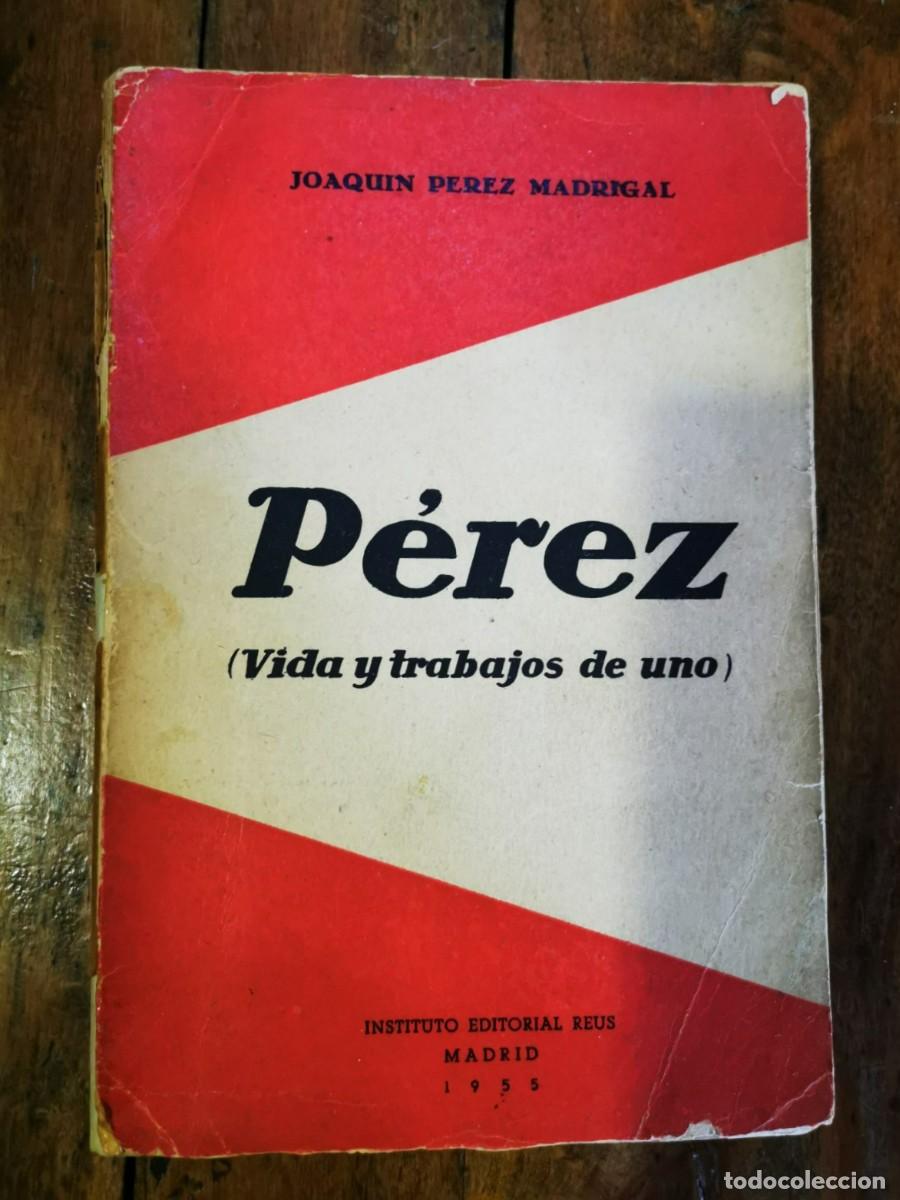 JOAQUIN PEREZ MADRIGAL
Pérez
(Vida y trabajos de uno)
INSTITUTO EDITORIAL REUS
MADRID
1955
todocoleccion